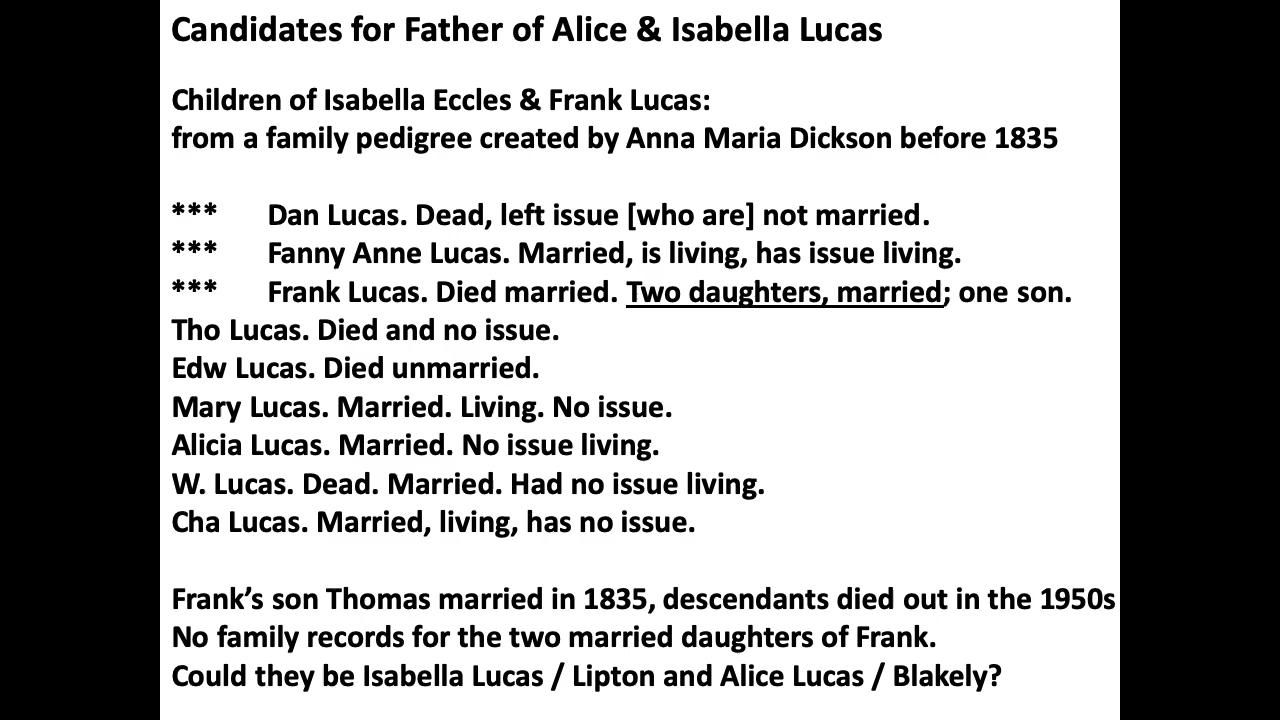 Candidates for Father of Alice & Isabella Lucas
Children of Isabella Eccles & Frank Lucas:
from a family pedigree created by Anna Maria Dickson before 1835
*** Dan Lucas. Dead, left issue [who are] not married.
*** Fanny Anne Lucas. Married, is living, has issue living.
*** Frank Lucas. Died married. Two daughters, married; one son.
Tho Lucas. Died and no issue.
Edw Lucas. Died unmarried.
Mary Lucas. Married. Living. No issue.
Alicia Lucas. Married. No issue living.
W. Lucas. Dead. Married. Had no issue living.
Cha Lucas. Married, living, has no issue.
Frank’s son Thomas married in 1835, descendants died out in the 1950s
No family records for the two married daughters of Frank.
Could they be Isabella Lucas / Lipton and Alice Lucas / Blakely?